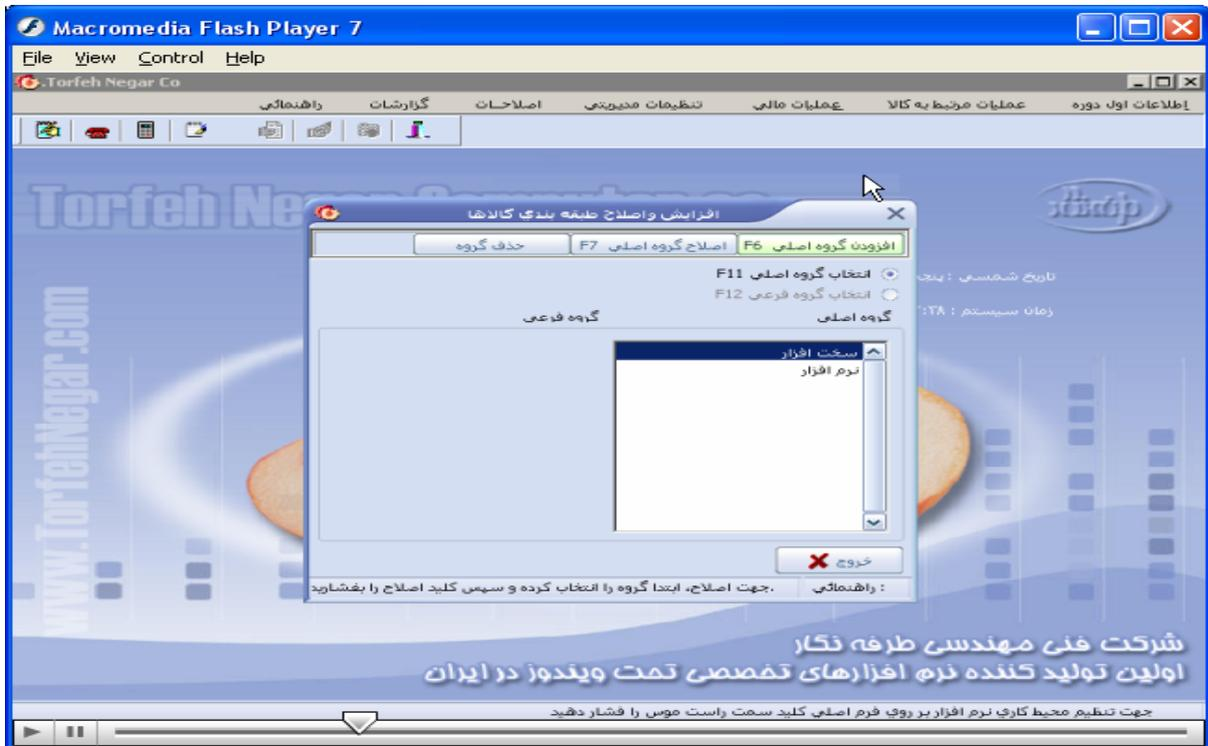 Macromedia Flash Player 7
File View Control Help
.Torfeh Negar Co
اطلاعات اول دوره عملیات مرتبط به کالا عملیات مالی تنظیمات مدیریتی اصلاحات گزارشات راهنمائی
Torfeh
افزایش و اصلاح طبقه بندي کالاها
افزودن گروه اصلی F6 اصلاح گروه اصلی F7 حذف گروه
انتخاب گروه اصلی F11
انتخاب گروه فرعی F12
تاریخ شمسی :
زمان سیستم :
گروه اصلی گروه فرعی
سخت افزار
نرم افزار
خروج
راهنمائی : جهت اصلاح، ابتدا گروه را انتخاب کرده و سپس کلید اصلاح را بفشارید.
www.TorfehNegar.com
شرکت فنی مهندسی طرفه نگار
اولین تولید کننده نرم افزارهای تخصصی تحت ویندوز در ایران
جهت تنظیم محیط کاري نرم افزار بر روي فرم اصلی کلید سمت راست موس را فشار دهید